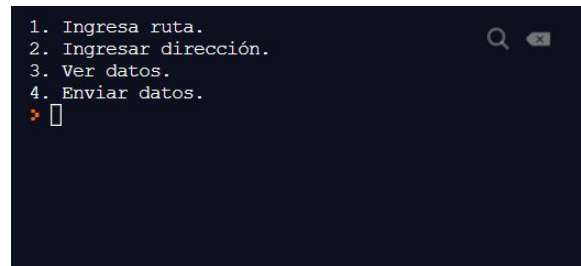 1. Ingresa ruta.
2. Ingresar dirección.
3. Ver datos.
4. Enviar datos.
>